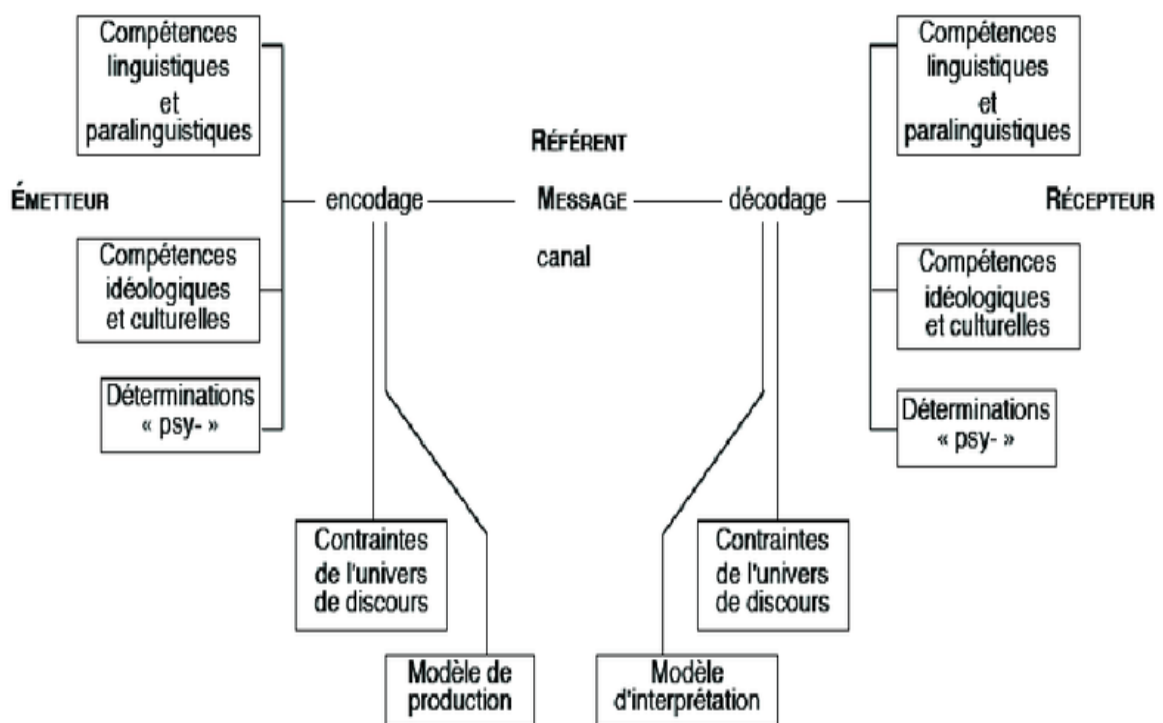 Compétences
linguistiques
et
paralinguistiques
Compétences
linguistiques
et
paralinguistiques
RÉFÉRENT
ÉMETTEUR
encodage
MESSAGE
décodage
RÉCEPTEUR
canal
Compétences
idéologiques
et culturelles
Compétences
idéologiques
et culturelles
Déterminations
« psy- »
Déterminations
« psy- »
Contraintes
de l'univers
de discours
Contraintes
de l'univers
de discours
Modèle de
production
Modèle
d'interprétation